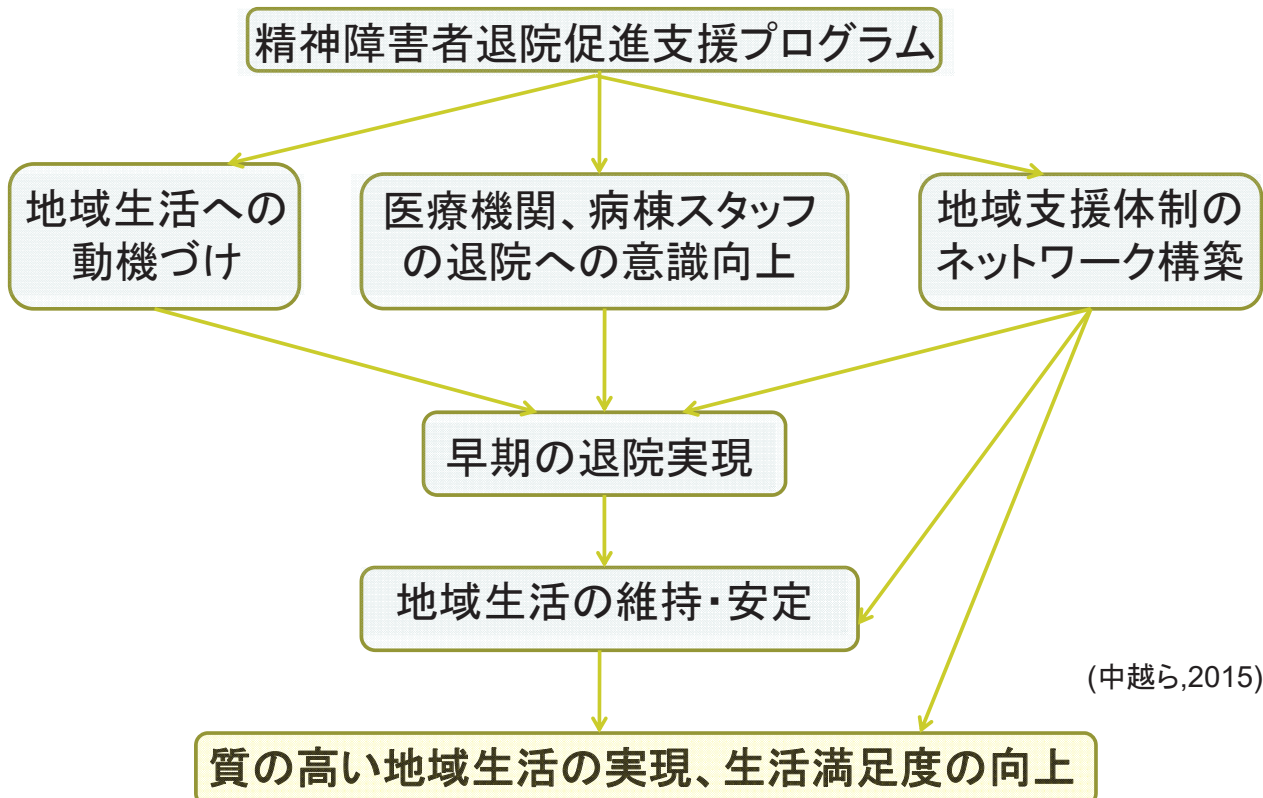 精神障害者退院促進支援プログラム
地域生活への
動機づけ
医療機関、病棟スタッフ
の退院への意識向上
地域支援体制の
ネットワーク構築
早期の退院実現
地域生活の維持・安定
(中越ら,2015)
質の高い地域生活の実現、生活満足度の向上